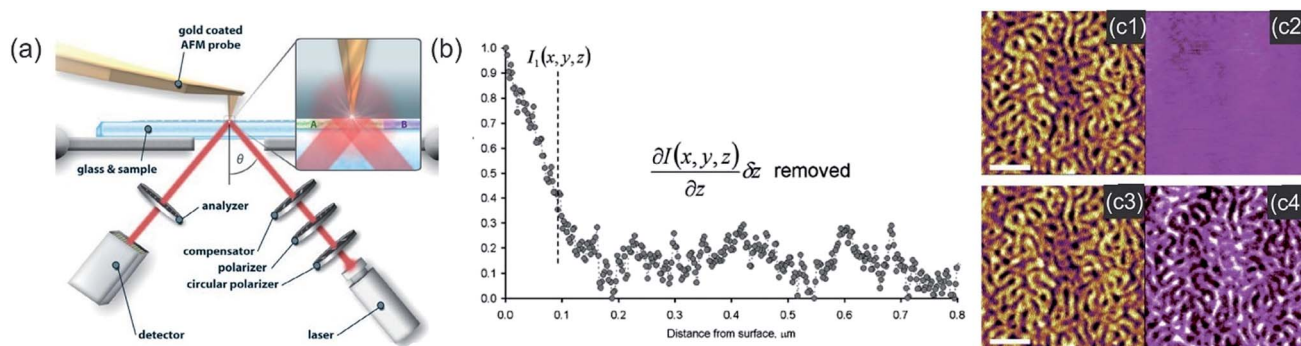 (a)
gold coated
AFM probe
A
B
glass & sample
θ
analyzer
compensator
polarizer
circular polarizer
detector
laser
(b)
1.0
0.9
0.8
0.7
0.6
0.5
0.4
0.3
0.2
0.1
0.0
I₁(x, y, z)
∂I(x, y, z)
∂z
δz removed
0.0 0.1 0.2 0.3 0.4 0.5 0.6 0.7 0.8
Distance from surface, μm
(c1)
(c2)
(c3)
(c4)